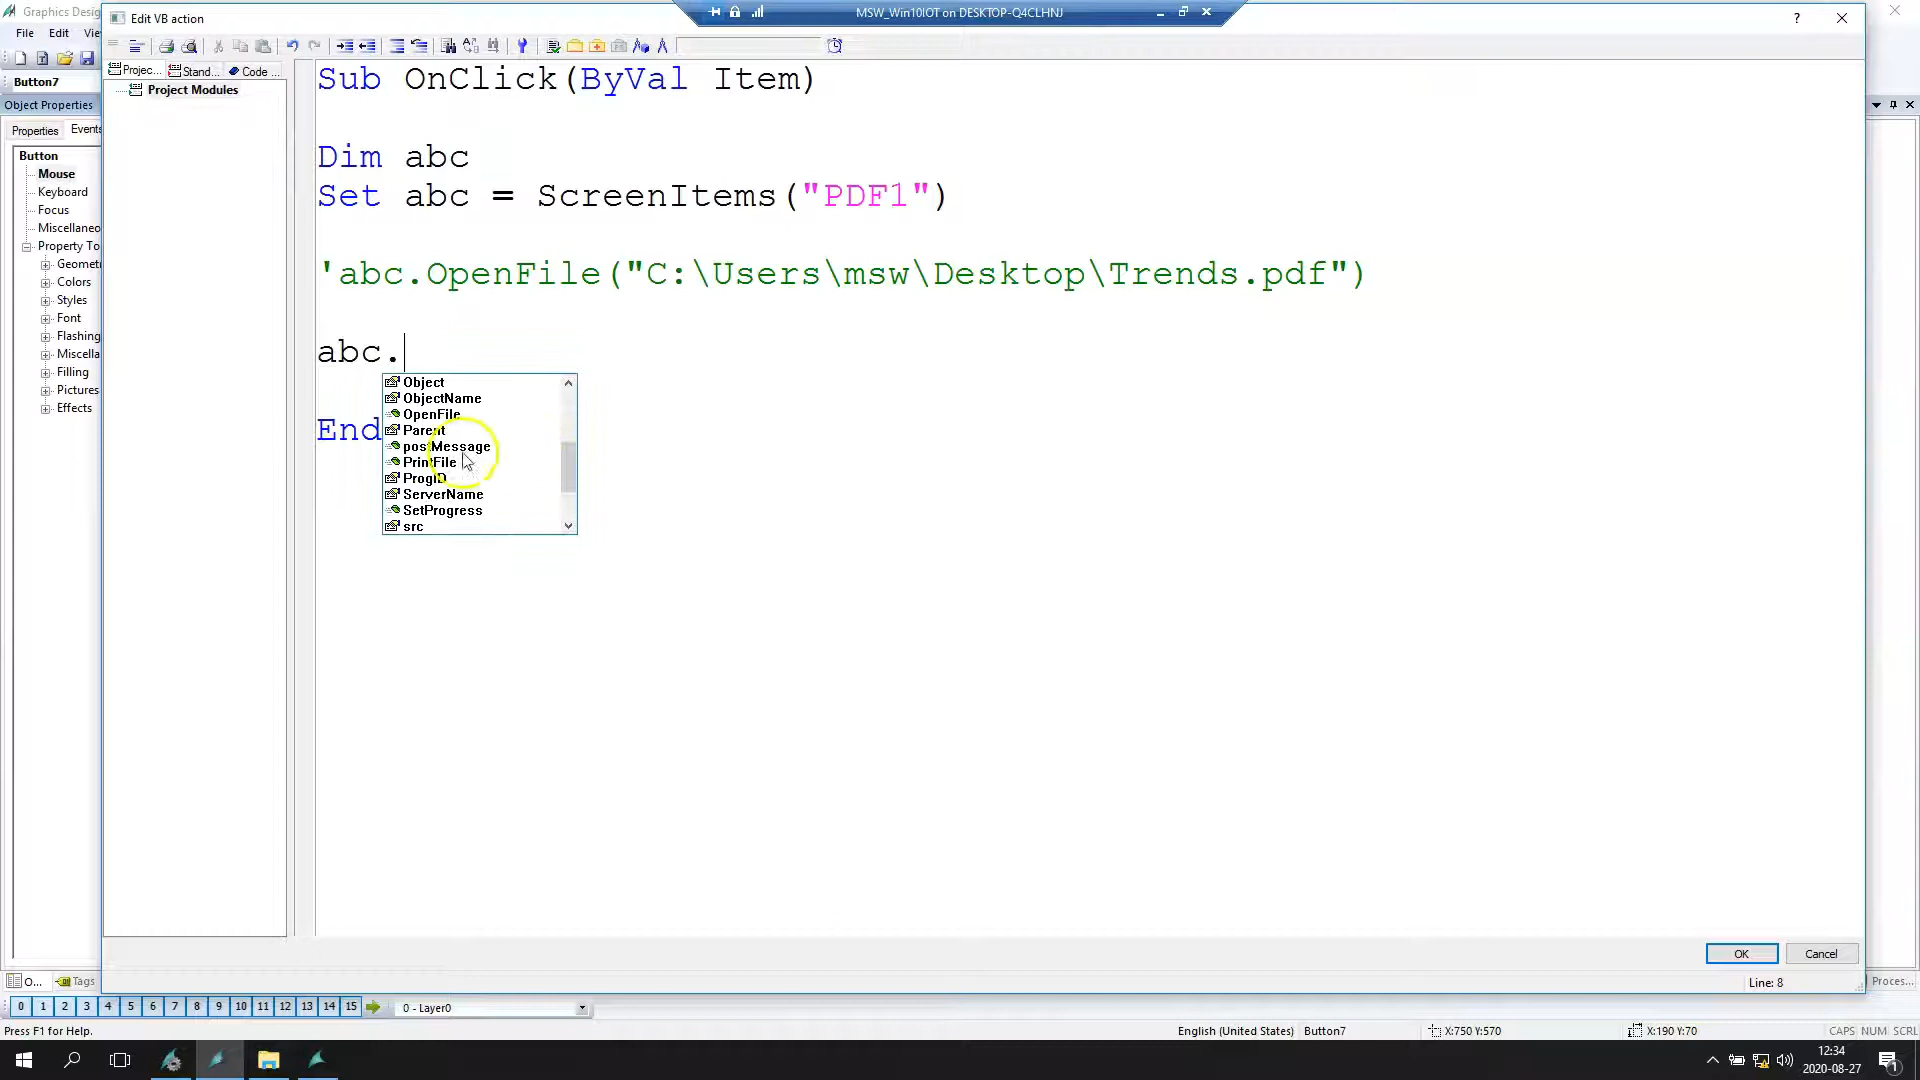 Graphics Desig
Edit VB action
MSW_Win10IOT on DESKTOP-Q4CLHNJ
File Edit Vie
Button7
Object Properties
Properties Events
Button
Mouse
Keyboard
Focus
Miscellaneo
Property To
Geomet
Colors
Styles
Font
Flashing
Miscella
Filling
Pictures
Effects
Projec... Stand... Code ...
Project Modules
Sub OnClick(ByVal Item)
Dim abc
Set abc = ScreenItems("PDF1")
'abc.OpenFile("C:\Users\msw\Desktop\Trends.pdf")
abc.
End
Object
ObjectName
OpenFile
Parent
postMessage
PrintFile
ProgID
ServerName
SetProgress
src
OK Cancel
Line: 8
O... Tags
Proces...
0 1 2 3 4 5 6 7 8 9 10 11 12 13 14 15 0 - Layer0
Press F1 for Help. English (United States) Button7 X:750 Y:570 X:190 Y:70 CAPS NUM SCRL
12:34
2020-08-27
1